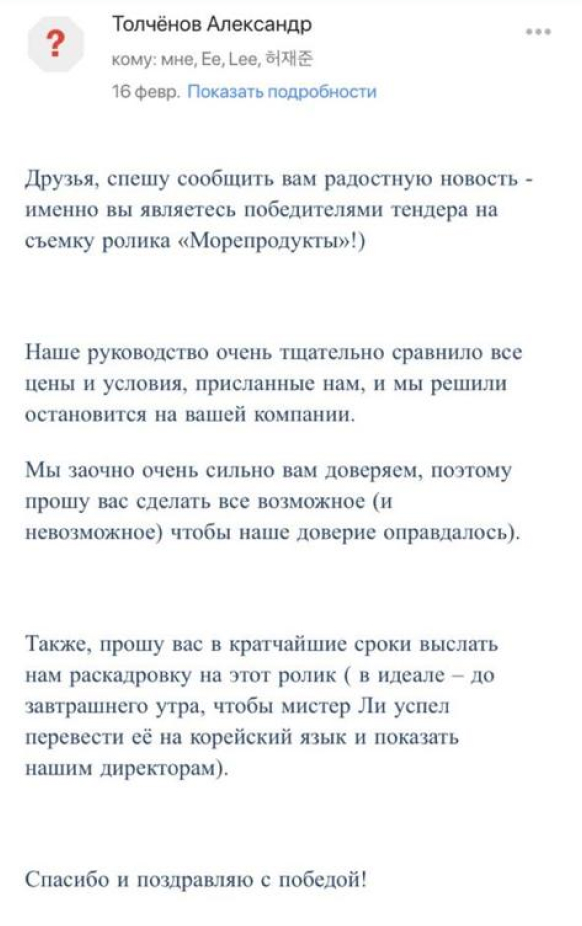 ?
Толчёнов Александр
кому: мне, Ee, Lee, 허재준
16 февр. Показать подробности
Друзья, спешу сообщить вам радостную новость -
именно вы являетесь победителями тендера на
съемку ролика «Морепродукты»!)
Наше руководство очень тщательно сравнило все
цены и условия, присланные нам, и мы решили
остановится на вашей компании.
Мы заочно очень сильно вам доверяем, поэтому
прошу вас сделать все возможное (и
невозможное) чтобы наше доверие оправдалось).
Также, прошу вас в кратчайшие сроки выслать
нам раскадровку на этот ролик ( в идеале – до
завтрашнего утра, чтобы мистер Ли успел
перевести её на корейский язык и показать
нашим директорам).
Спасибо и поздравляю с победой!